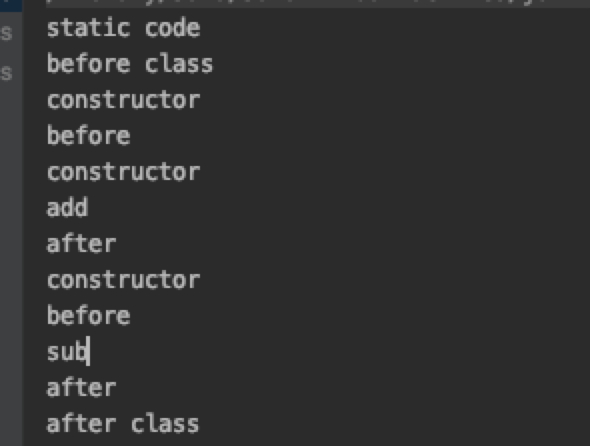 static code
before class
constructor
before
constructor
add
after
constructor
before
sub
after
after class